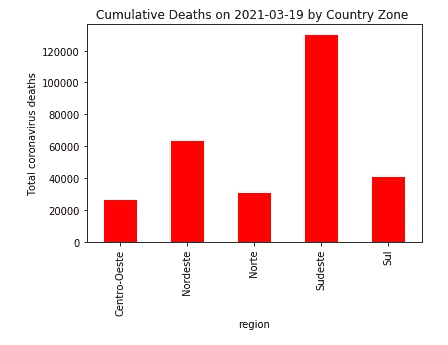 Cumulative Deaths on 2021-03-19 by Country Zone
Total coronavirus deaths
120000
100000
80000
60000
40000
20000
0
Centro-Oeste
Nordeste
Norte
Sudeste
Sul
region